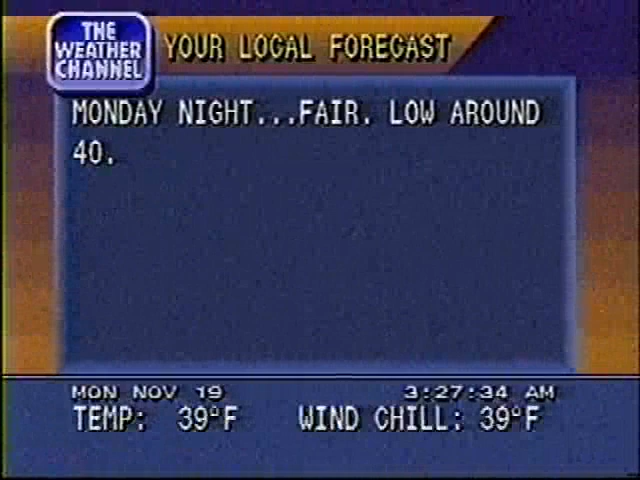 THE
WEATHER
CHANNEL
YOUR LOCAL FORECAST
MONDAY NIGHT...FAIR. LOW AROUND
40.
MON NOV 19 3:27:34 AM
TEMP: 39°F WIND CHILL: 39°F